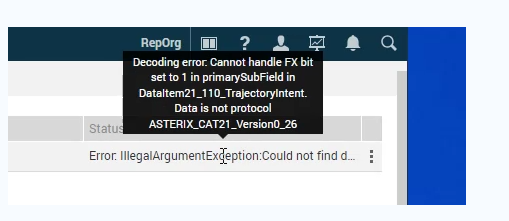 RepOrg
Decoding error: Cannot handle FX bit
set to 1 in primarySubField in
DataItem21_110_TrajectoryIntent.
Data is not protocol
ASTERIX_CAT21_Version0_26
Status
Error: IllegalArgumentException:Could not find d...